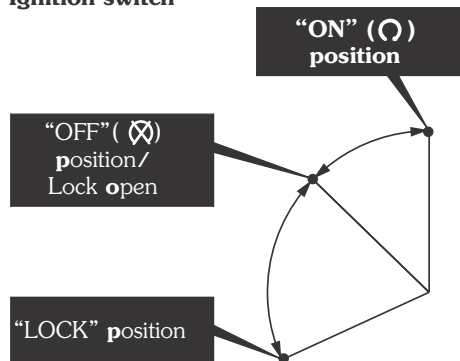 ignition switch
“ON” ( )
position
“OFF”( )
position/
Lock open
“LOCK” position